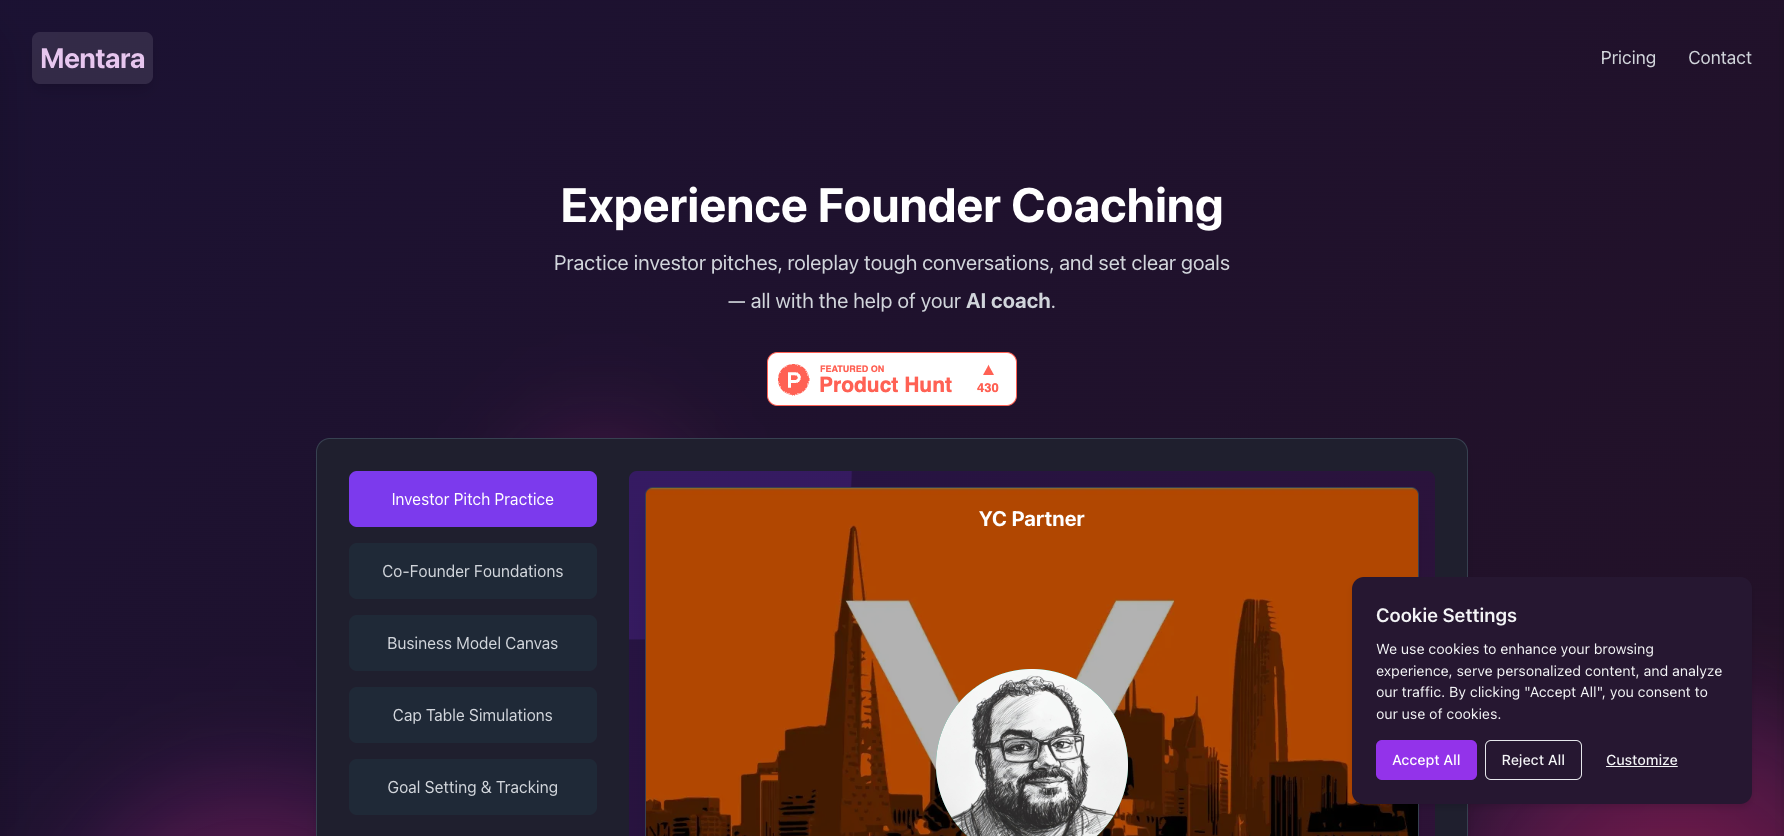 Mentara
Pricing
Contact
Experience Founder Coaching
Practice investor pitches, roleplay tough conversations, and set clear goals
— all with the help of your AI coach.
P
FEATURED ON
Product Hunt
▲
430
Investor Pitch Practice
Co-Founder Foundations
Business Model Canvas
Cap Table Simulations
Goal Setting & Tracking
YC Partner
Y
Cookie Settings
We use cookies to enhance your browsing
experience, serve personalized content, and analyze
our traffic. By clicking "Accept All", you consent to
our use of cookies.
Accept All
Reject All
Customize